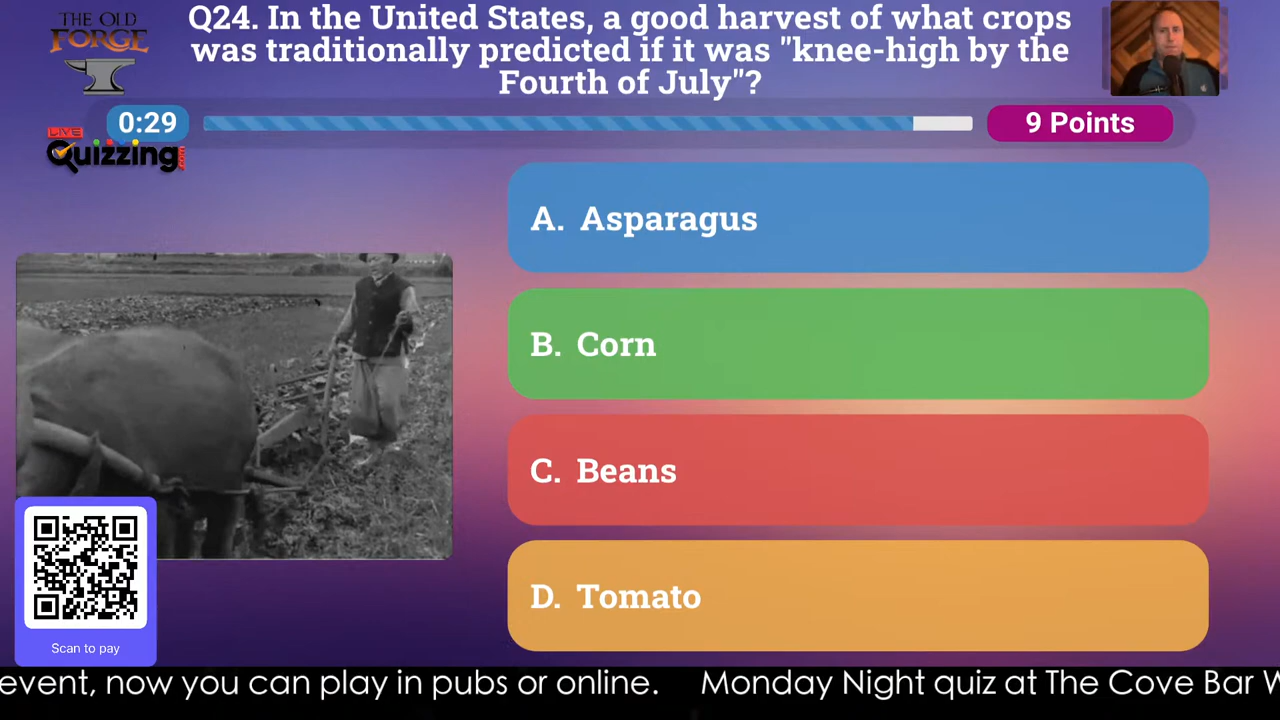 THE OLD
FORGE
Q24. In the United States, a good harvest of what crops
was traditionally predicted if it was "knee-high by the
Fourth of July"?
0:29
9 Points
LIVE
Quizzing
.com
A. Asparagus
B. Corn
C. Beans
D. Tomato
Scan to pay
event, now you can play in pubs or online. Monday Night quiz at The Cove Bar W